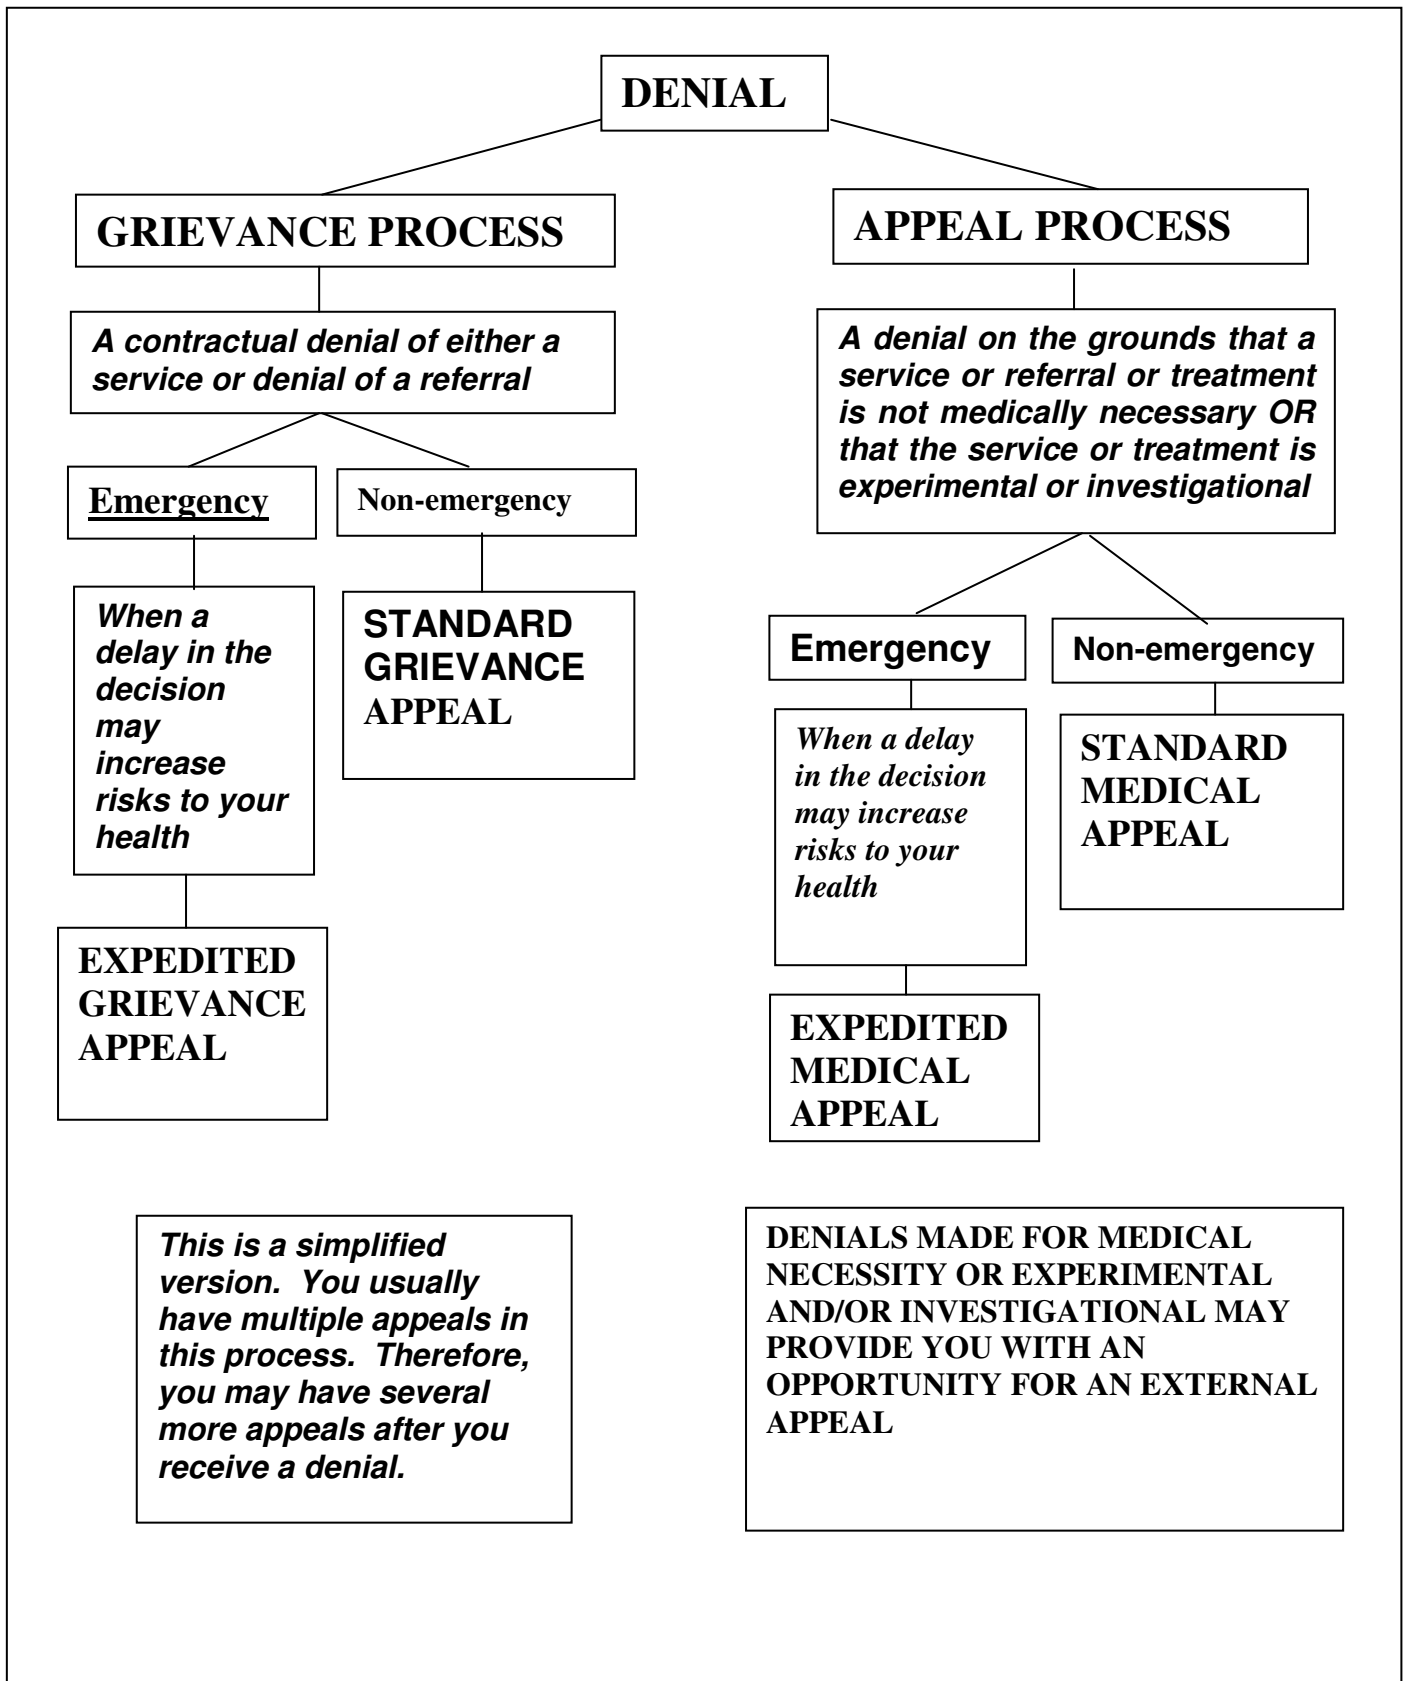 DENIAL
GRIEVANCE PROCESS
A contractual denial of either a
service or denial of a referral
Emergency
When a
delay in the
decision
may
increase
risks to your
health
EXPEDITED
GRIEVANCE
APPEAL
Non-emergency
STANDARD
GRIEVANCE
APPEAL
APPEAL PROCESS
A denial on the grounds that a
service or referral or treatment
is not medically necessary OR
that the service or treatment is
experimental or investigational
Emergency
When a delay
in the decision
may increase
risks to your
health
EXPEDITED
MEDICAL
APPEAL
Non-emergency
STANDARD
MEDICAL
APPEAL
This is a simplified
version. You usually
have multiple appeals in
this process. Therefore,
you may have several
more appeals after you
receive a denial.
DENIALS MADE FOR MEDICAL
NECESSITY OR EXPERIMENTAL
AND/OR INVESTIGATIONAL MAY
PROVIDE YOU WITH AN
OPPORTUNITY FOR AN EXTERNAL
APPEAL